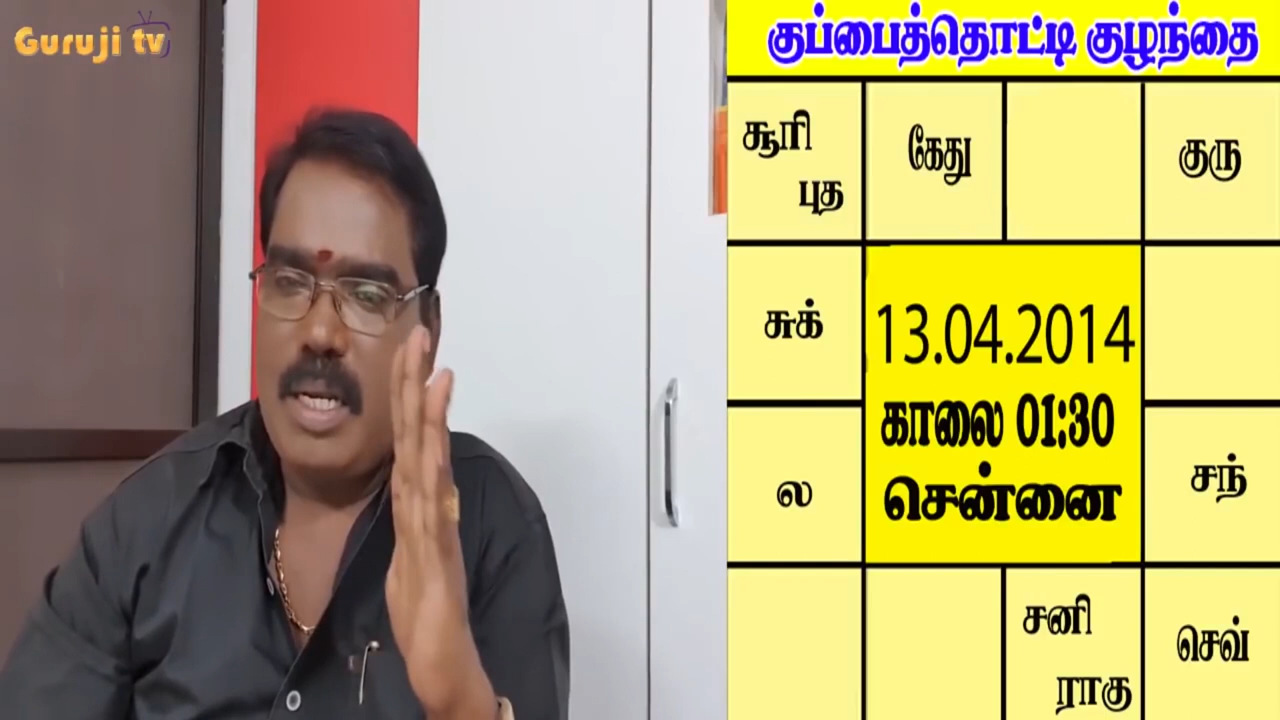 Guruji tv
குப்பைத்தொட்டி குழந்தை
சூரி
புத
கேது
குரு
சுக்
13.04.2014
காலை 01:30
சென்னை
ல
சந்
சனி
ராகு
செவ்